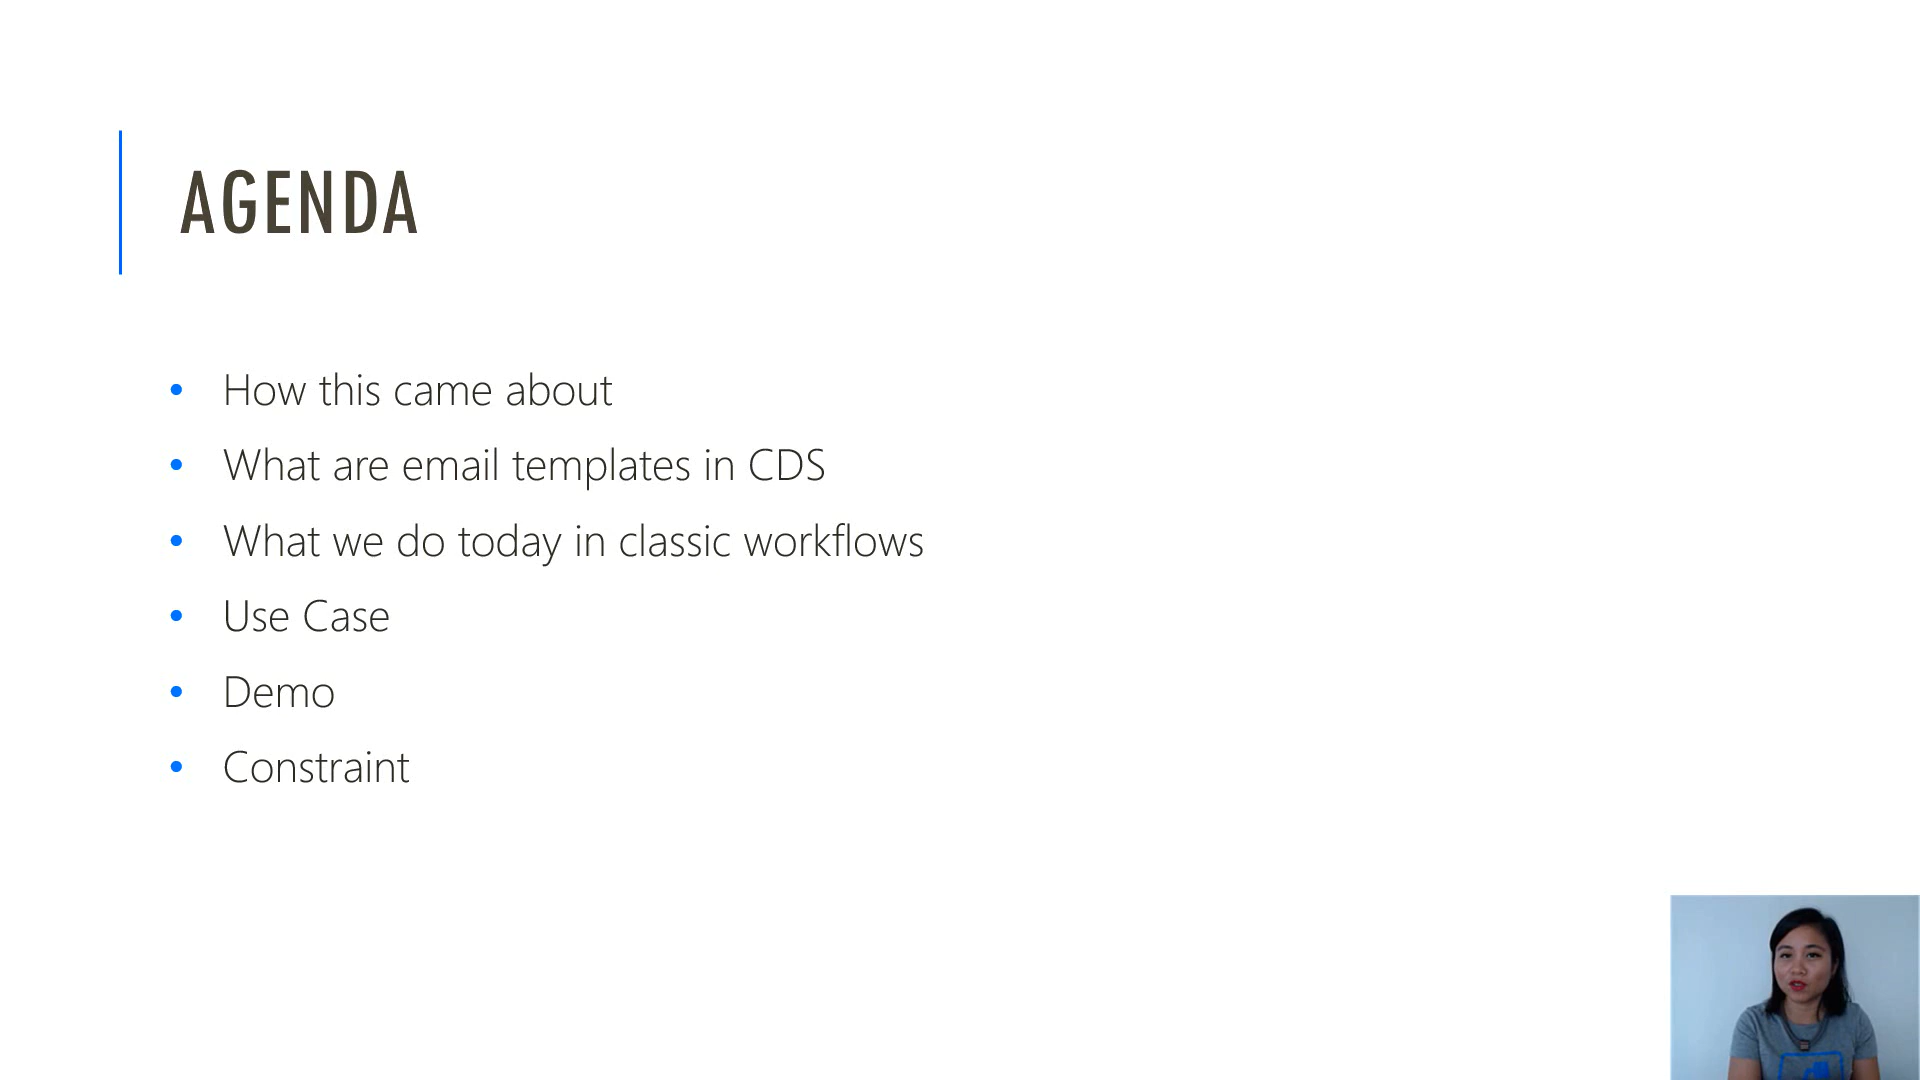 AGENDA
• How this came about
• What are email templates in CDS
• What we do today in classic workflows
• Use Case
• Demo
• Constraint